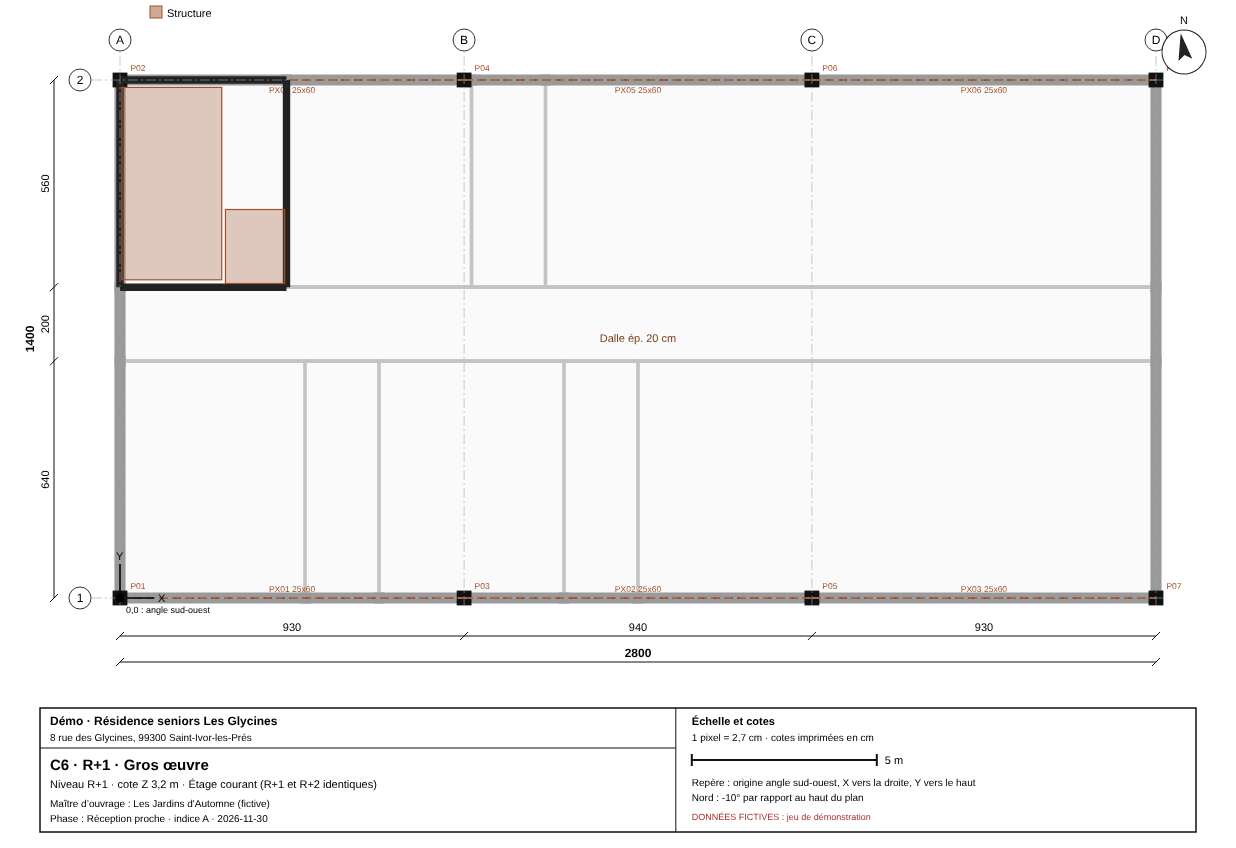 Structure
N
A
B
C
D
2
P02
P04
P06
PX04 25x60
PX05 25x60
PX06 25x60
560
200
1400
Dalle ép. 20 cm
640
Y
P01
PX01 25x60
P03
PX02 25x60
P05
PX03 25x60
P07
1
X
0,0 : angle sud-ouest
930
940
930
2800
Démo · Résidence seniors Les Glycines
8 rue des Glycines, 99300 Saint-Ivor-les-Prés
C6 · R+1 · Gros œuvre
Niveau R+1 · cote Z 3,2 m · Étage courant (R+1 et R+2 identiques)
Maître d'ouvrage : Les Jardins d'Automne (fictive)
Phase : Réception proche · indice A · 2026-11-30
Échelle et cotes
1 pixel = 2,7 cm · cotes imprimées en cm
5 m
Repère : origine angle sud-ouest, X vers la droite, Y vers le haut
Nord : -10° par rapport au haut du plan
DONNÉES FICTIVES : jeu de démonstration